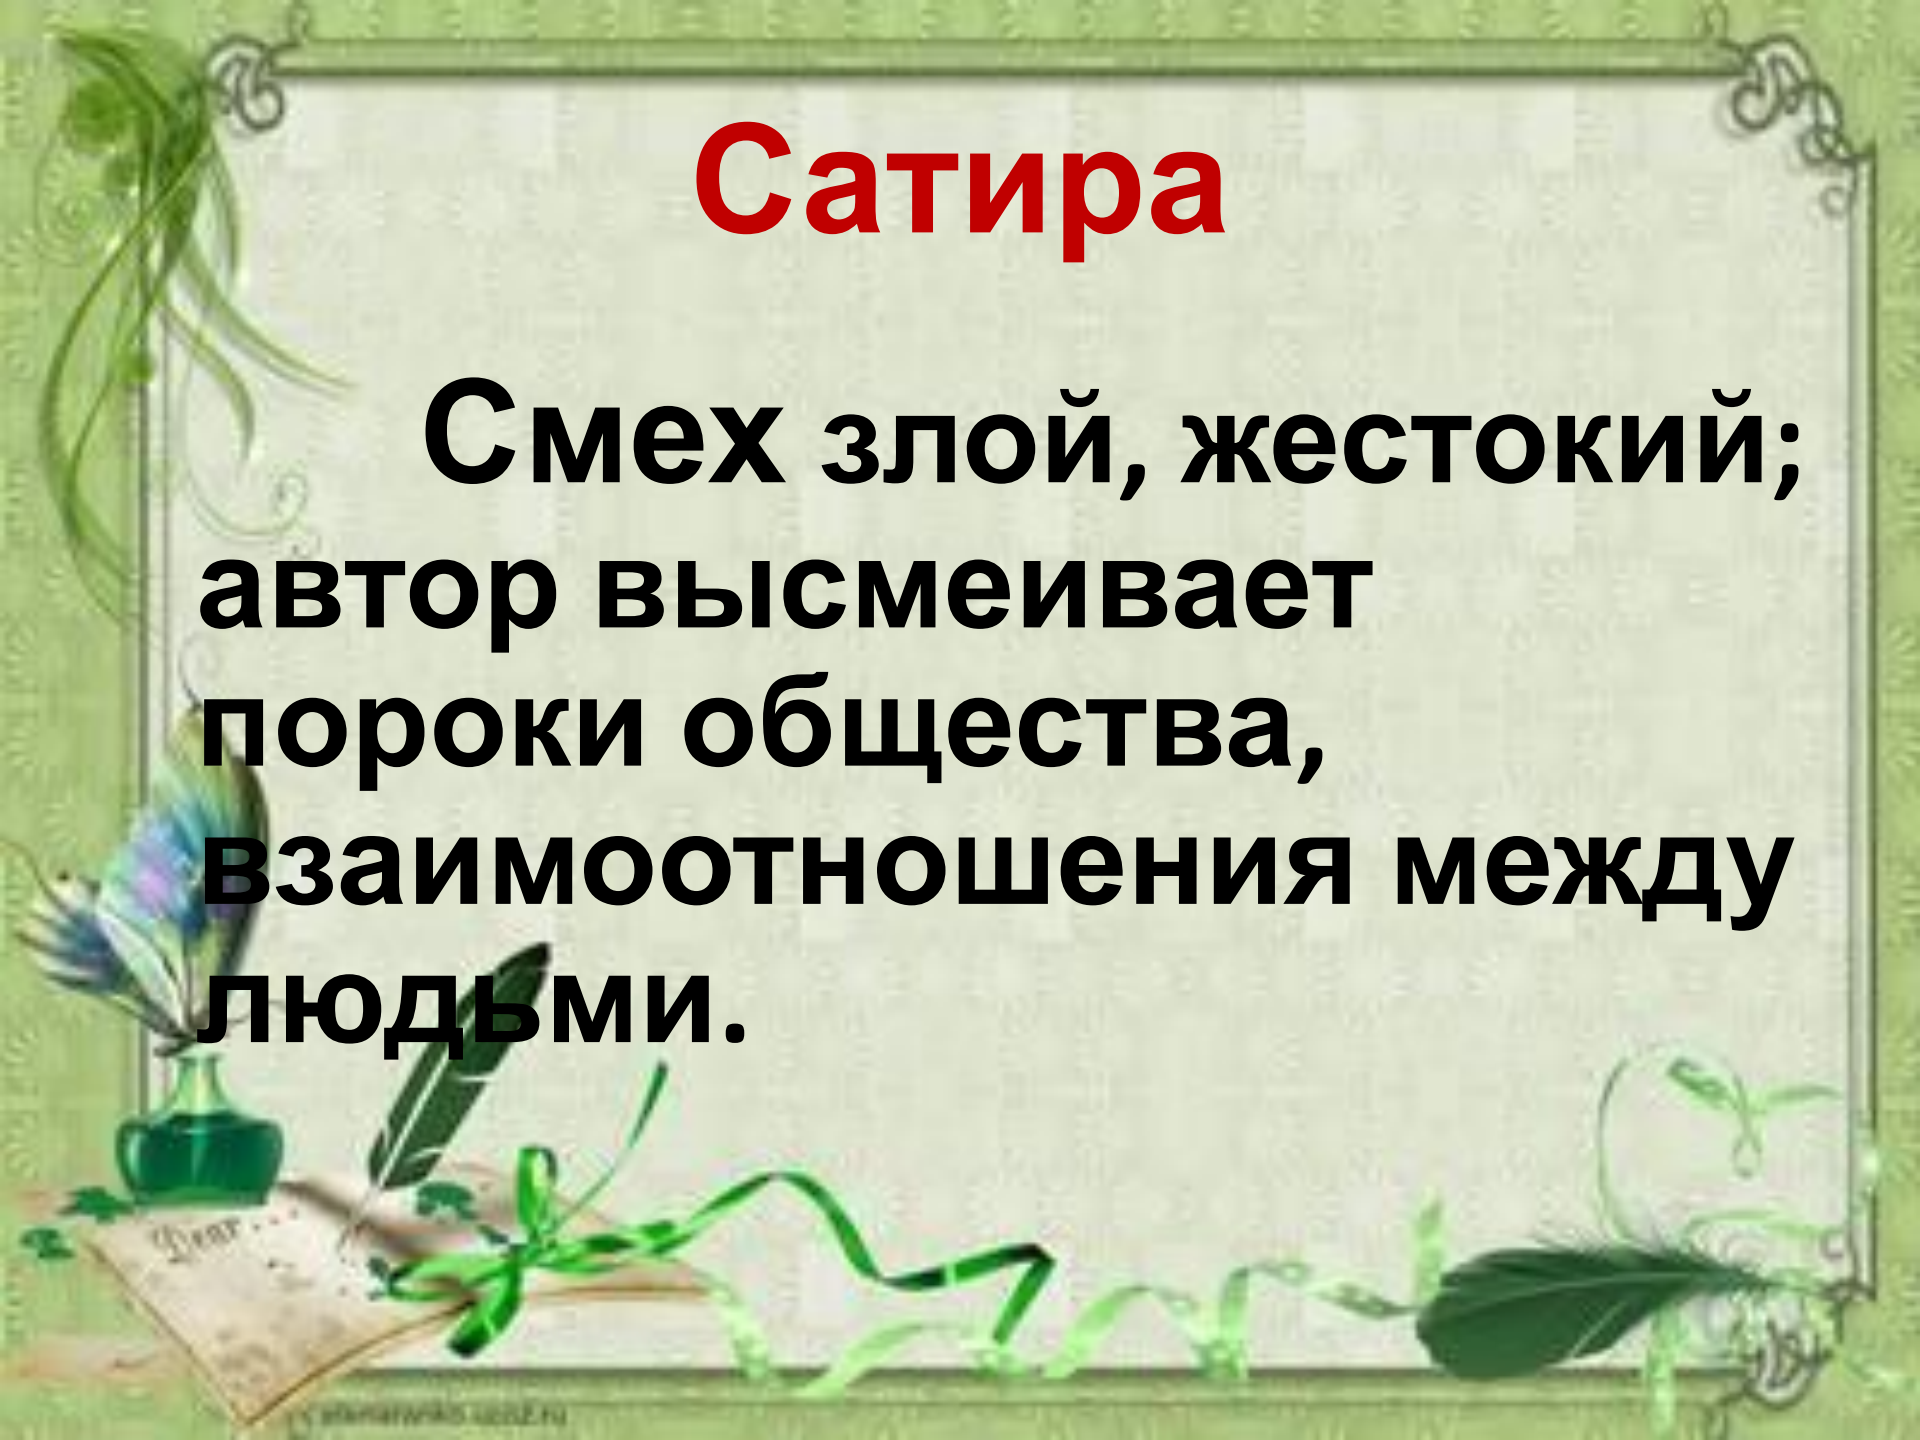 Сатира
Смех злой, жестокий;
автор высмеивает
пороки общества,
взаимоотношения между
людьми.